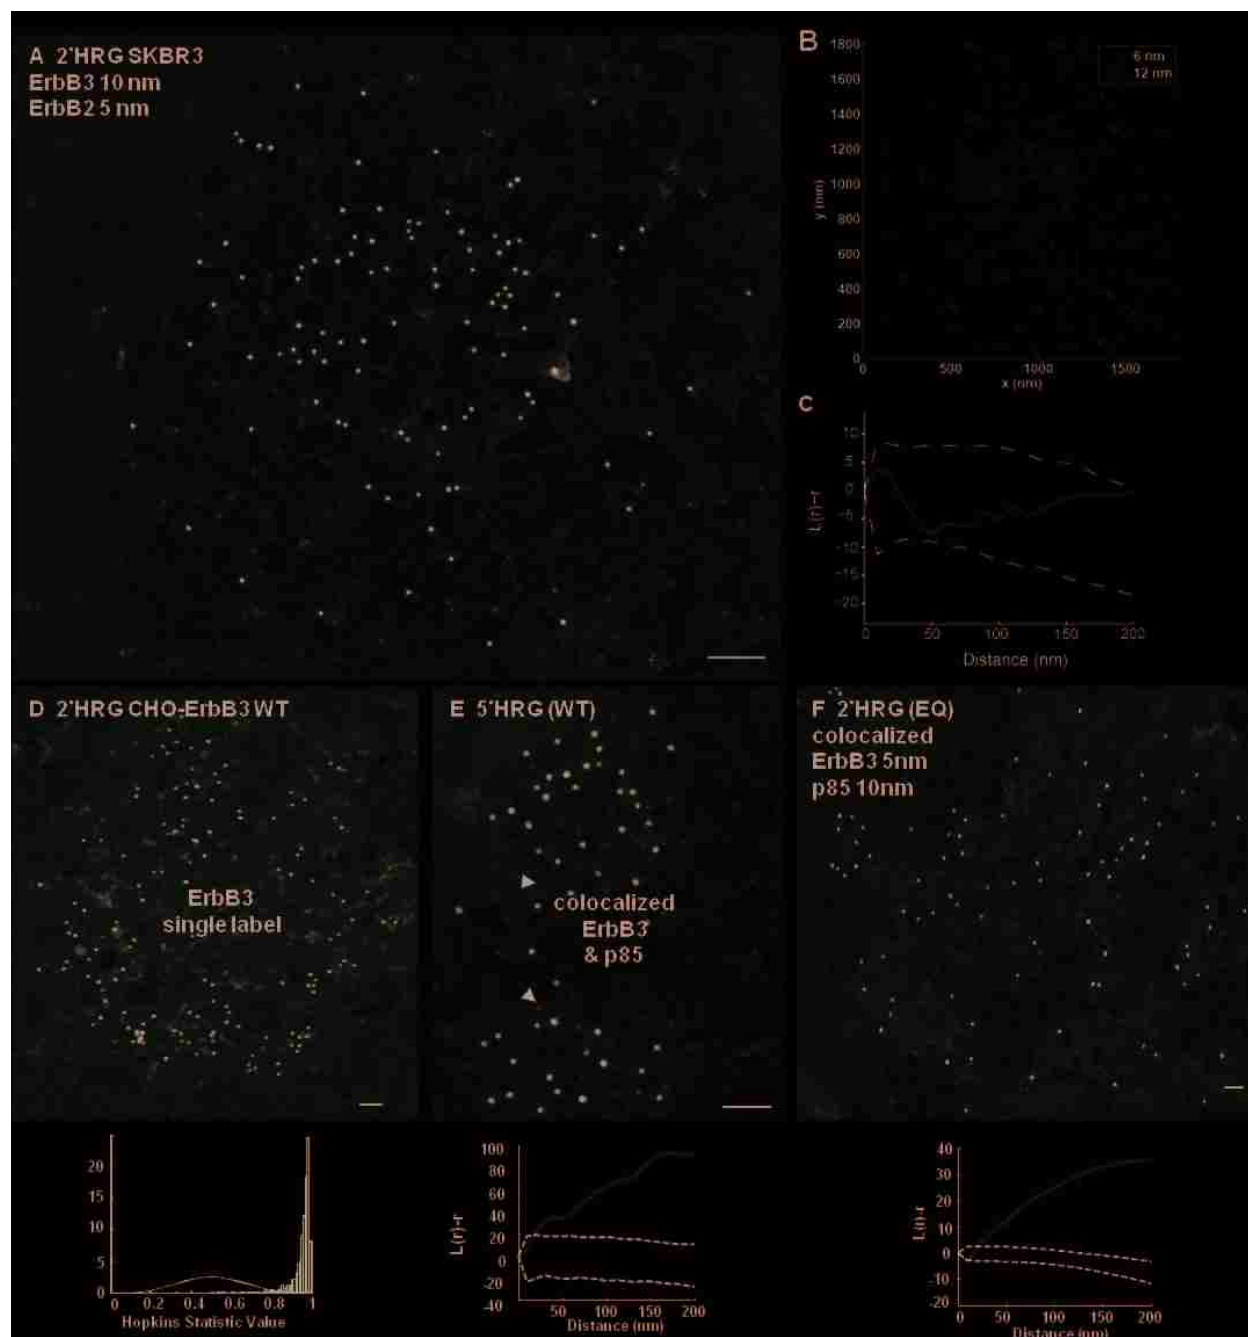 A 2'HRG SKBR3
ErbB3 10 nm
ErbB2 5 nm
B
1800
1600
1400
1200
1000
800
600
400
200
0
y (nm)
6 nm
12 nm
0
500
1000
1500
x (nm)
C
10
5
0
-5
-10
-15
-20
L(r)-r
0
50
100
150
200
Distance (nm)
D 2'HRG CHO-ErbB3 WT
ErbB3
single label
E 5'HRG (WT)
colocalized
ErbB3
& p85
F 2'HRG (EQ)
colocalized
ErbB3 5nm
p85 10nm
20
15
10
5
0
0
0.2
0.4
0.6
0.8
1
Hopkins Statistic Value
100
80
60
40
20
0
-20
-40
L(r)-r
50
100
150
200
Distance (nm)
40
30
20
10
0
-10
-20
L(r)-r
0
50
100
150
200
Distance (nm)